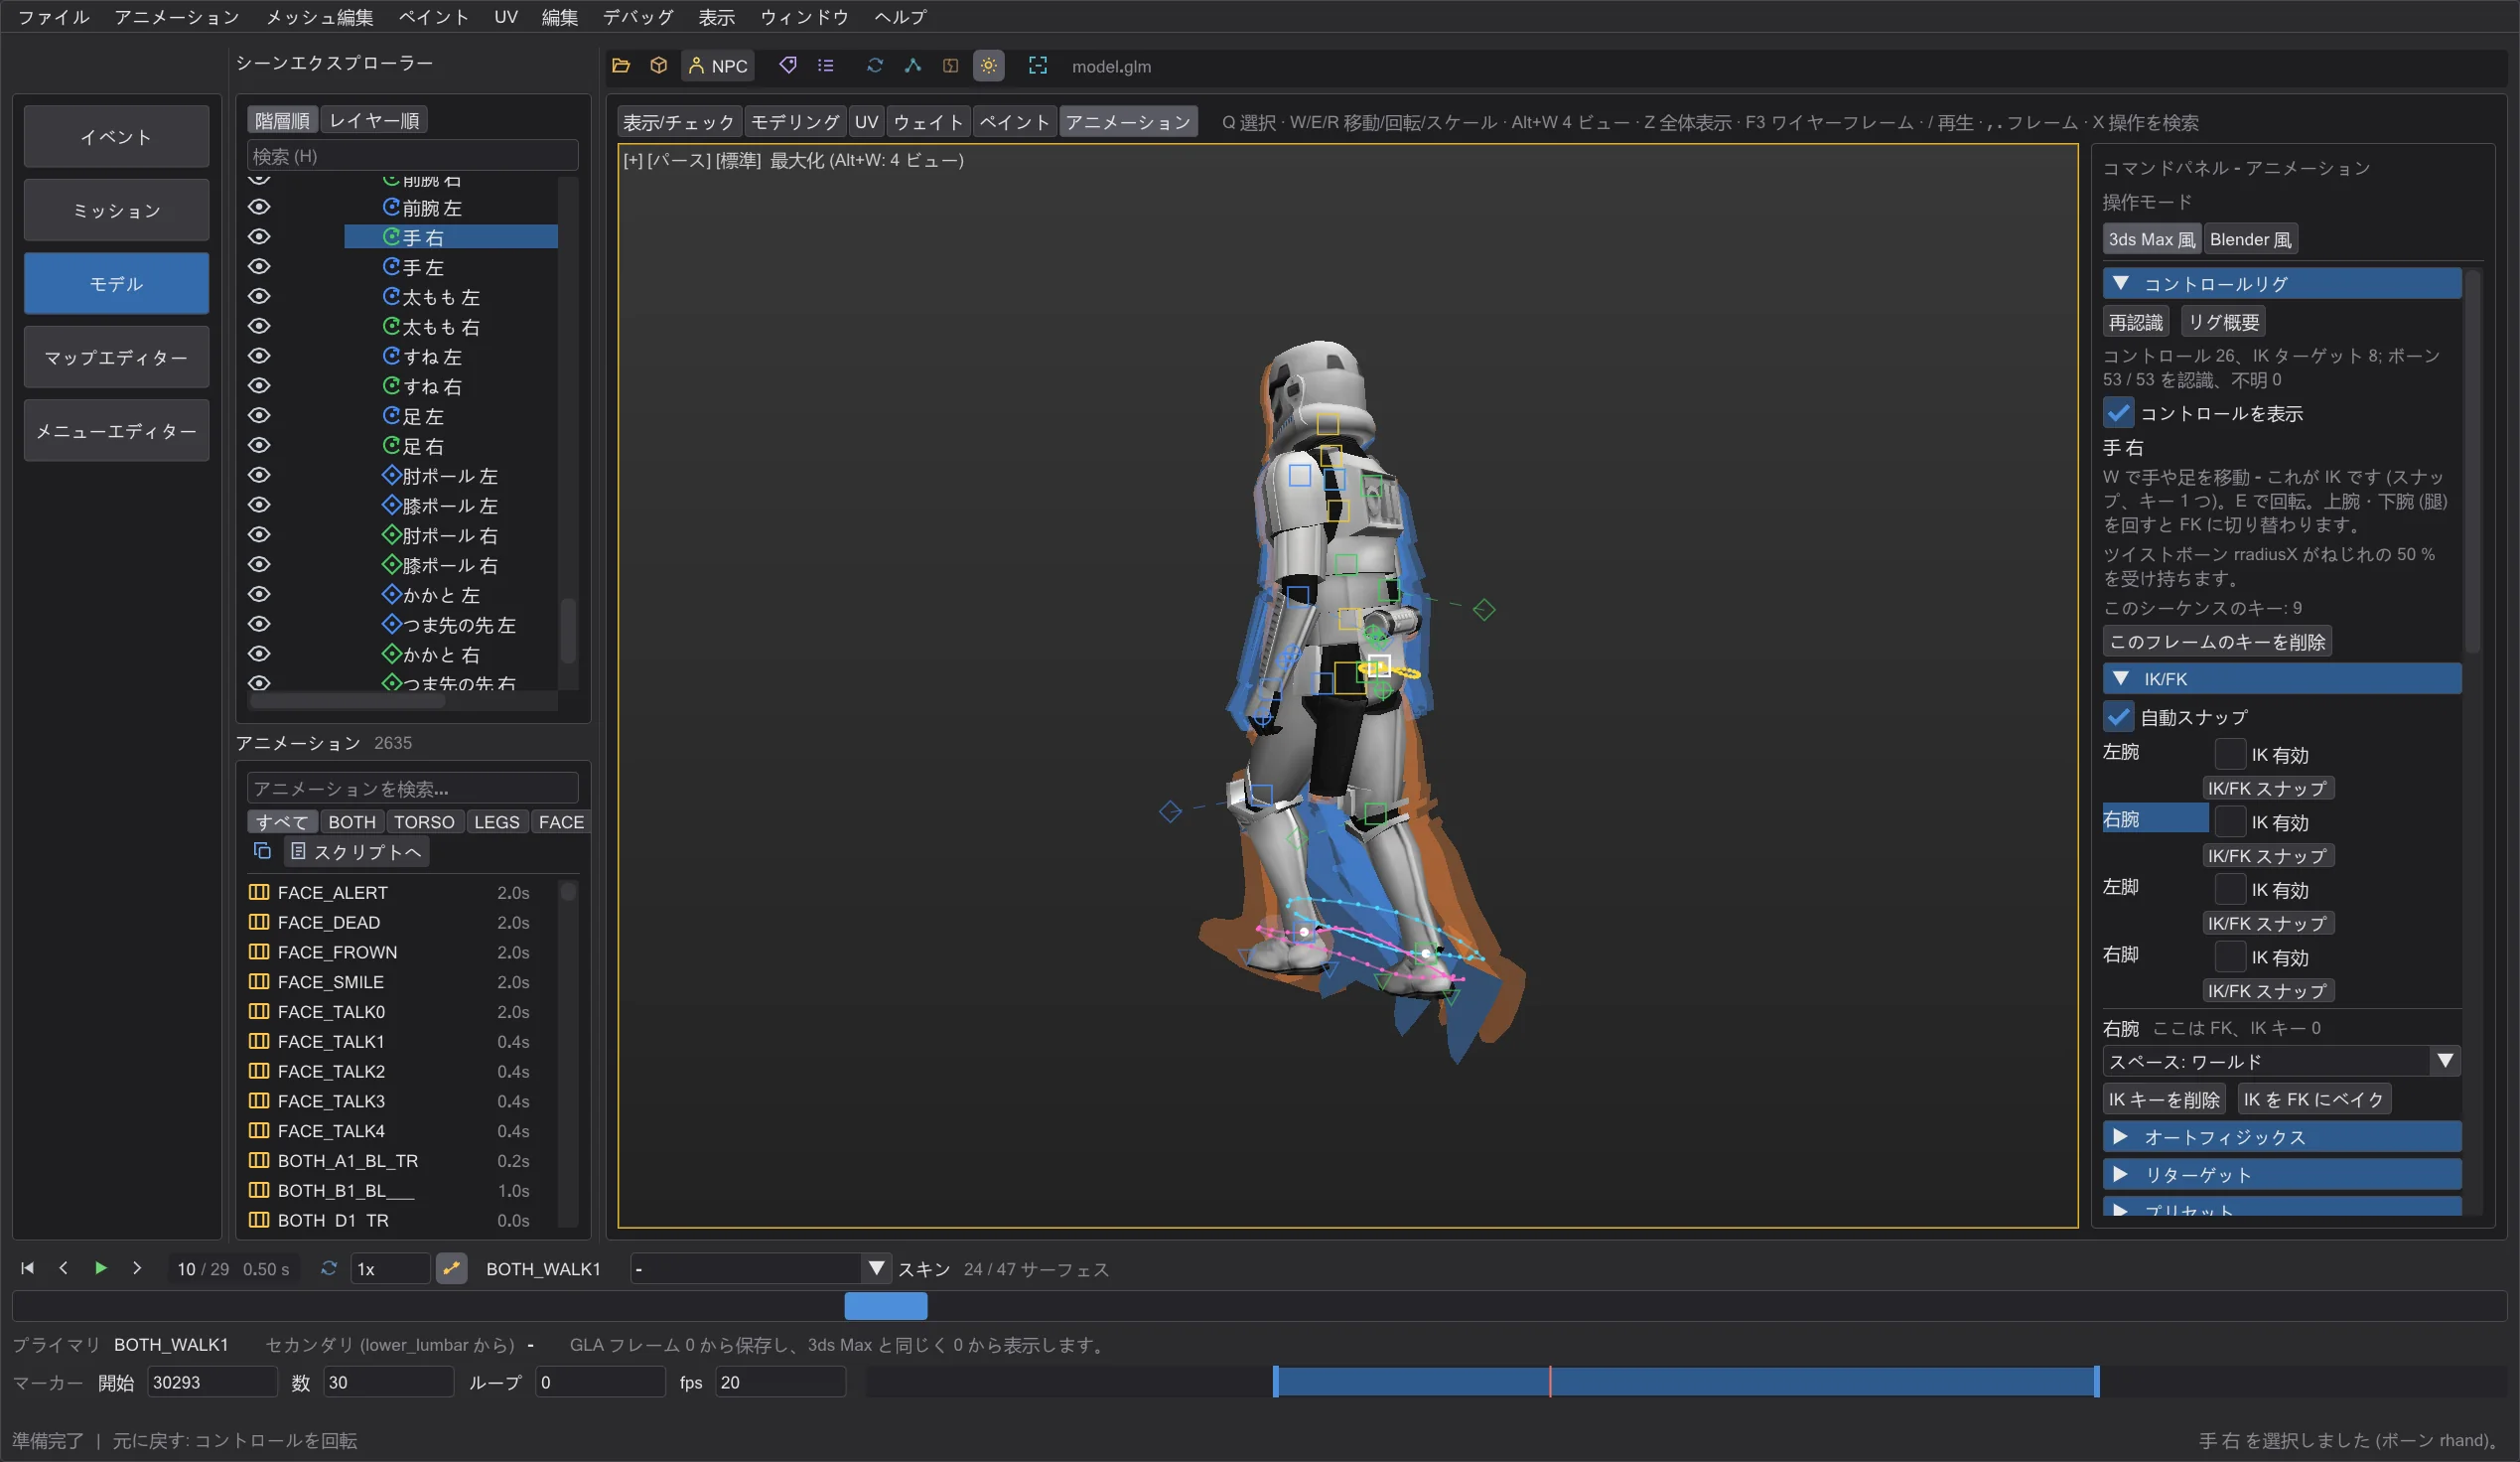 ファイル アニメーション メッシュ編集 ペイント UV 編集 デバッグ 表示 ウィンドウ ヘルプ
シーンエクスプローラー
NPC model.glm
イベント
ミッション
モデル
マップエディター
メニューエディター
階層順 レイヤー順
検索 (H)
前腕 右
前腕 左
手 右
手 左
太もも 左
太もも 右
すね 左
すね 右
足 左
足 右
肘ポール 左
膝ポール 左
肘ポール 右
膝ポール 右
かかと 左
つま先の先 左
かかと 右
つま先の先 右
アニメーション 2635
アニメーションを検索...
すべて BOTH TORSO LEGS FACE
スクリプトへ
FACE_ALERT 2.0s
FACE_DEAD 2.0s
FACE_FROWN 2.0s
FACE_SMILE 2.0s
FACE_TALK0 2.0s
FACE_TALK1 0.4s
FACE_TALK2 0.4s
FACE_TALK3 0.4s
FACE_TALK4 0.4s
BOTH_A1_BL_TR 0.2s
BOTH_B1_BL___ 1.0s
BOTH_D1_TR 0.0s
表示/チェック モデリング UV ウェイト ペイント アニメーション Q 選択 · W/E/R 移動/回転/スケール · Alt+W 4 ビュー · Z 全体表示 · F3 ワイヤーフレーム · / 再生 · , . フレーム · X 操作を検索
[+] [パース] [標準] 最大化 (Alt+W: 4 ビュー)
コマンドパネル - アニメーション
操作モード
3ds Max 風 Blender 風
コントロールリグ
再認識 リグ概要
コントロール 26、IK ターゲット 8; ボーン
53 / 53 を認識、不明 0
コントロールを表示
手 右
W で手や足を移動 - これが IK です (スナッ
プ、キー 1 つ)。E で回転。上腕・下腕 (腿)
を回すと FK に切り替わります。
ツイストボーン rradiusX がねじれの 50 %
を受け持ちます。
このシーケンスのキー: 9
このフレームのキーを削除
IK/FK
自動スナップ
左腕 IK 有効
IK/FK スナップ
右腕 IK 有効
IK/FK スナップ
左脚 IK 有効
IK/FK スナップ
右脚 IK 有効
IK/FK スナップ
右腕 ここは FK、IK キー 0
スペース: ワールド
IK キーを削除 IK を FK にベイク
オートフィジックス
リターゲット
プリセット
10 / 29 0.50 s 1x BOTH_WALK1 - スキン 24 / 47 サーフェス
プライマリ BOTH_WALK1 セカンダリ (lower_lumbar から) - GLA フレーム 0 から保存し、3ds Max と同じく 0 から表示します。
マーカー 開始 30293 数 30 ループ 0 fps 20
準備完了 | 元に戻す: コントロールを回転
手 右 を選択しました (ボーン rhand)。